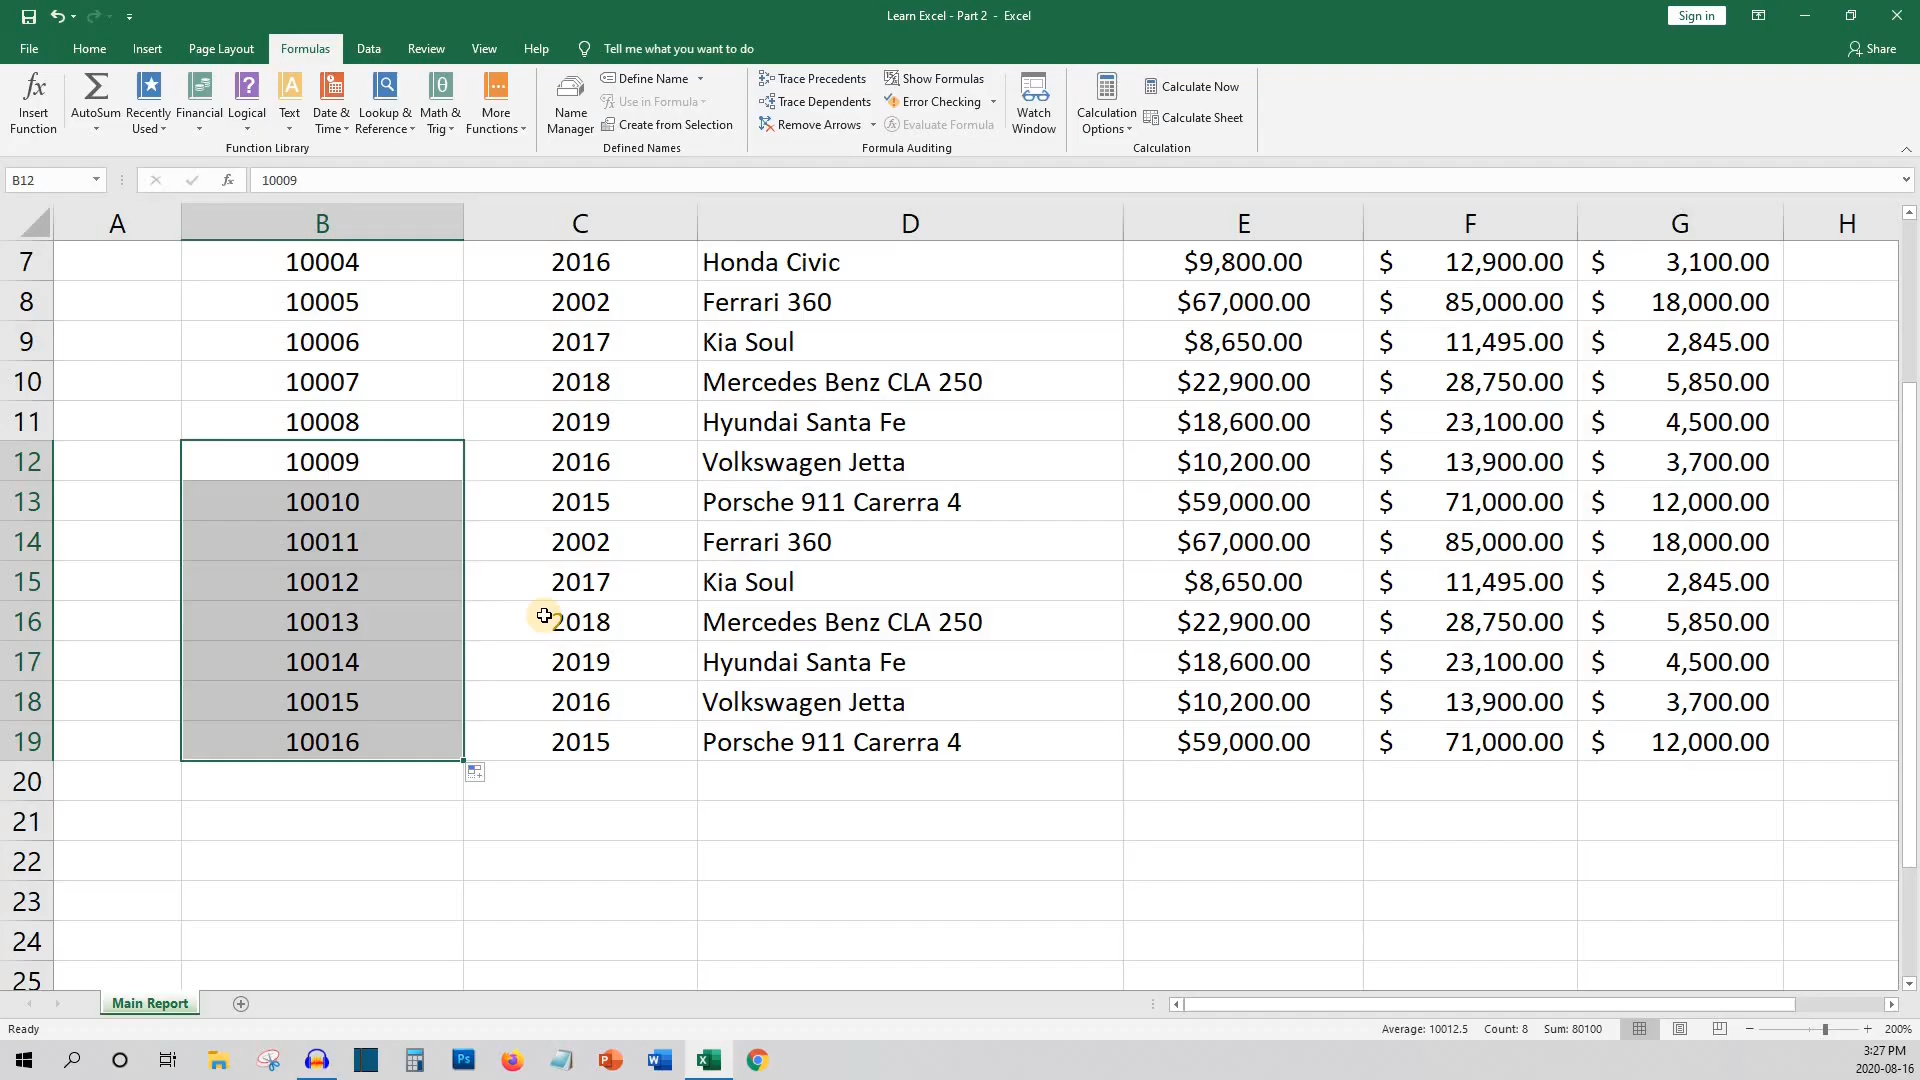 Learn Excel - Part 2 - Excel
Sign in
File Home Insert Page Layout Formulas Data Review View Help Tell me what you want to do Share
Insert Function
AutoSum
Recently Used
Financial
Logical
Text
Date & Time
Lookup & Reference
Math & Trig
More Functions
Function Library
Name Manager
Define Name
Use in Formula
Create from Selection
Defined Names
Trace Precedents
Trace Dependents
Remove Arrows
Show Formulas
Error Checking
Evaluate Formula
Formula Auditing
Watch Window
Calculation Options
Calculate Now
Calculate Sheet
Calculation
B12 fx 10009
A B C D E F G H
7 10004 2016 Honda Civic $9,800.00 $ 12,900.00 $ 3,100.00
8 10005 2002 Ferrari 360 $67,000.00 $ 85,000.00 $ 18,000.00
9 10006 2017 Kia Soul $8,650.00 $ 11,495.00 $ 2,845.00
10 10007 2018 Mercedes Benz CLA 250 $22,900.00 $ 28,750.00 $ 5,850.00
11 10008 2019 Hyundai Santa Fe $18,600.00 $ 23,100.00 $ 4,500.00
12 10009 2016 Volkswagen Jetta $10,200.00 $ 13,900.00 $ 3,700.00
13 10010 2015 Porsche 911 Carerra 4 $59,000.00 $ 71,000.00 $ 12,000.00
14 10011 2002 Ferrari 360 $67,000.00 $ 85,000.00 $ 18,000.00
15 10012 2017 Kia Soul $8,650.00 $ 11,495.00 $ 2,845.00
16 10013 2018 Mercedes Benz CLA 250 $22,900.00 $ 28,750.00 $ 5,850.00
17 10014 2019 Hyundai Santa Fe $18,600.00 $ 23,100.00 $ 4,500.00
18 10015 2016 Volkswagen Jetta $10,200.00 $ 13,900.00 $ 3,700.00
19 10016 2015 Porsche 911 Carerra 4 $59,000.00 $ 71,000.00 $ 12,000.00
20
21
22
23
24
25
Main Report
Ready Average: 10012.5 Count: 8 Sum: 80100 200%
3:27 PM
2020-08-16